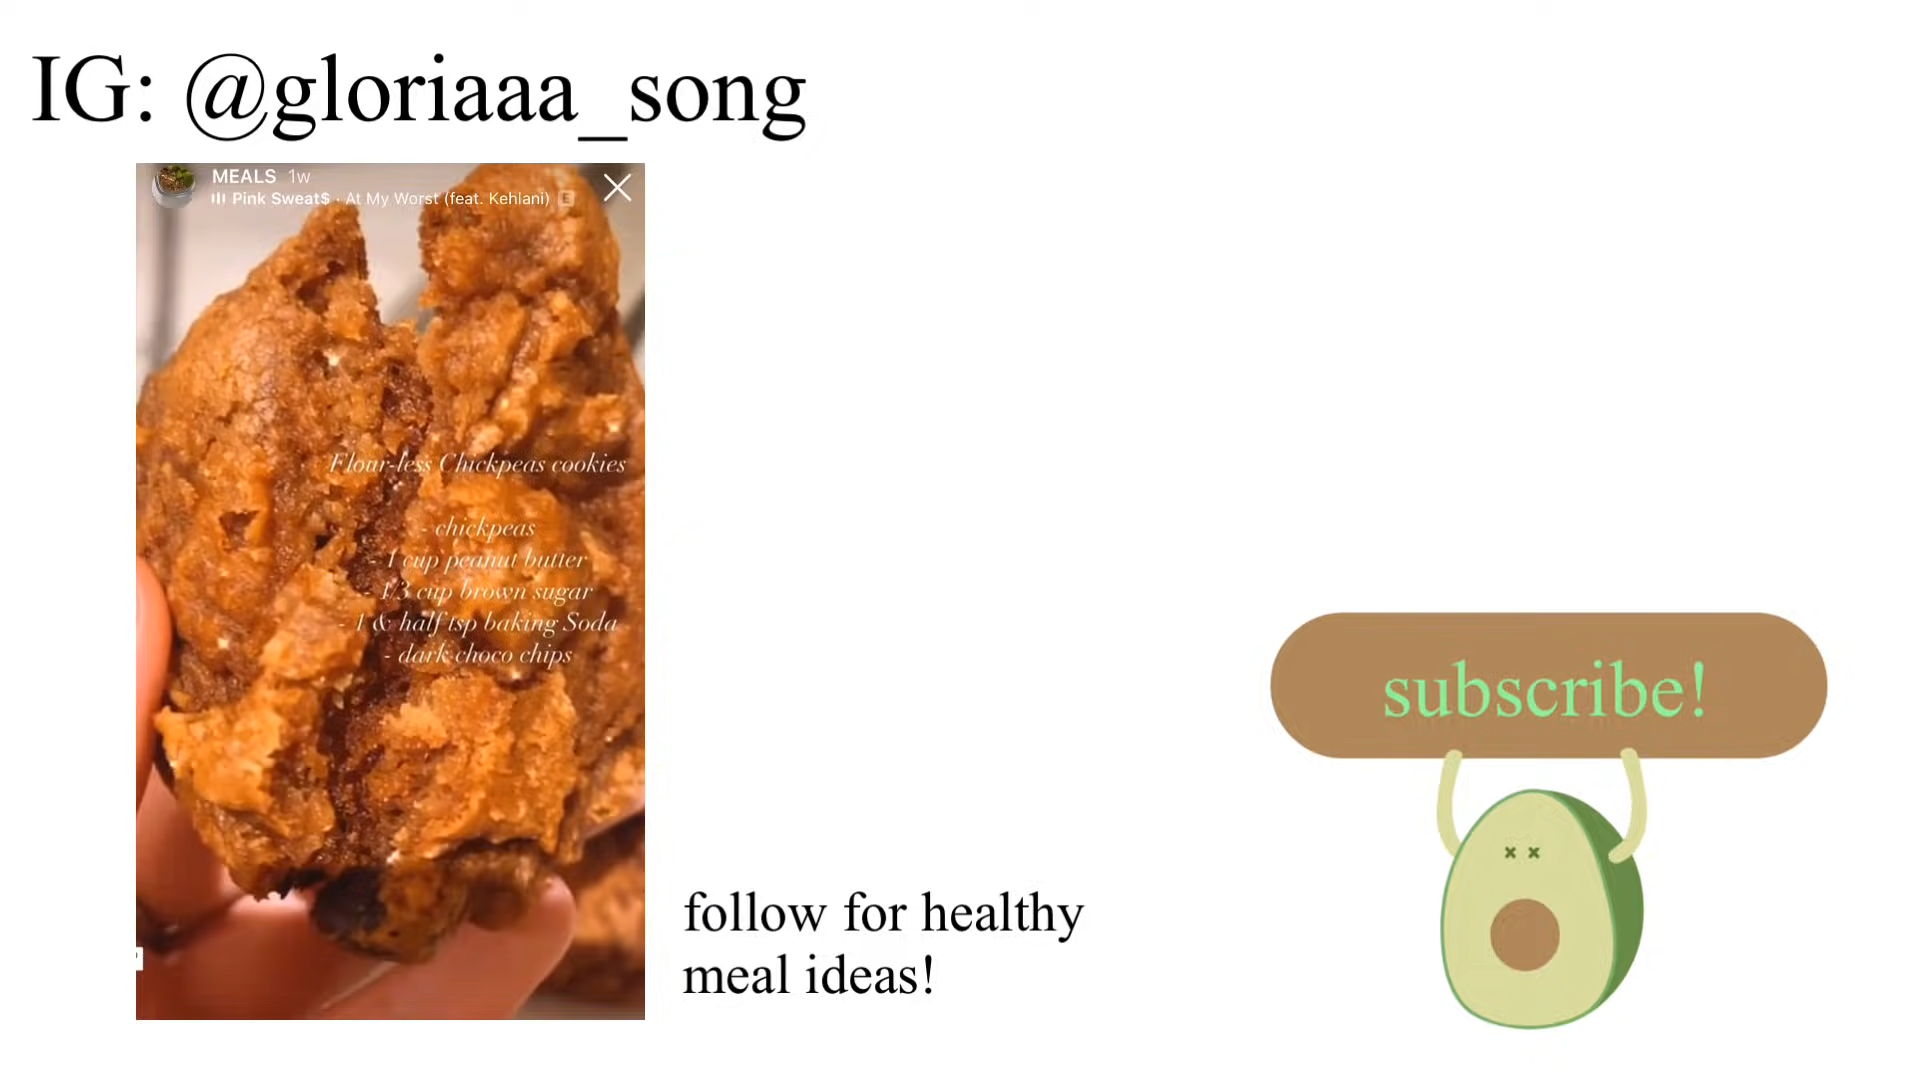 IG: @gloriaaa_song
MEALS 1w
Pink Sweat$ · At My Worst (feat. Kehlani) E
Flour-less Chickpeas cookies
- chickpeas
- 1 cup peanut butter
- 1/3 cup brown sugar
- 1 & half tsp baking Soda
- dark choco chips
subscribe!
follow for healthy
meal ideas!